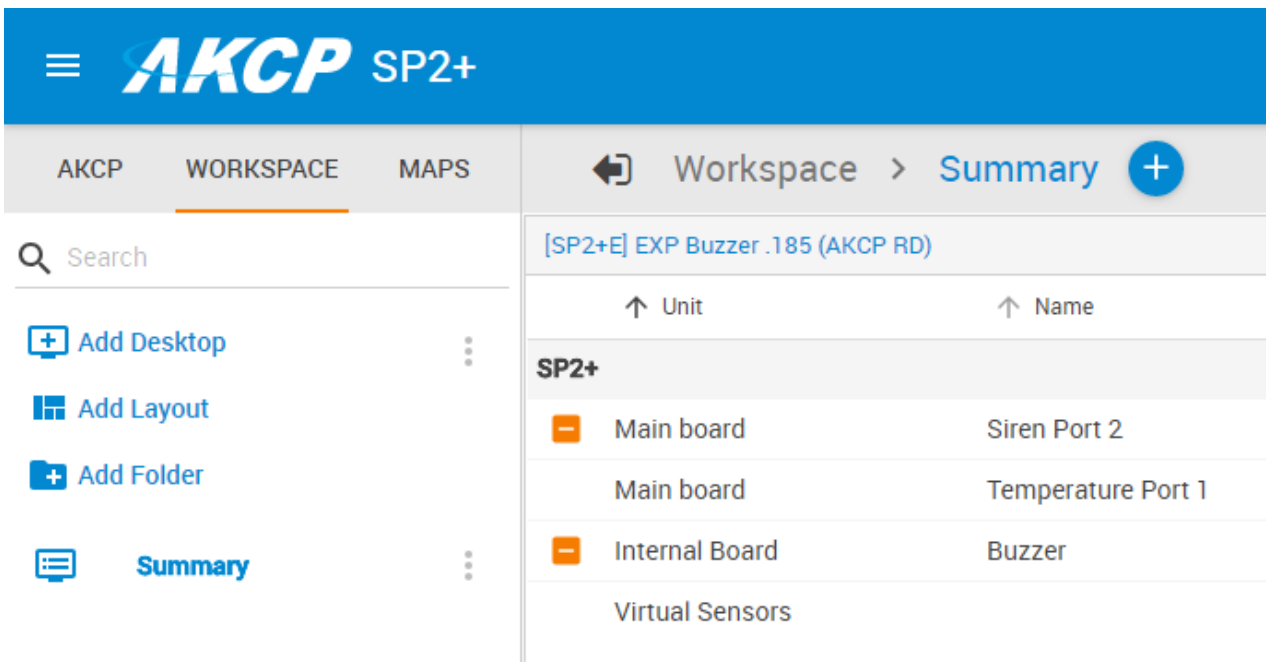 AKCP SP2+
AKCP WORKSPACE MAPS
Workspace > Summary
Search
Add Desktop
Add Layout
Add Folder
Summary
[SP2+E] EXP Buzzer .185 (AKCP RD)
Unit Name
SP2+
Main board Siren Port 2
Main board Temperature Port 1
Internal Board Buzzer
Virtual Sensors